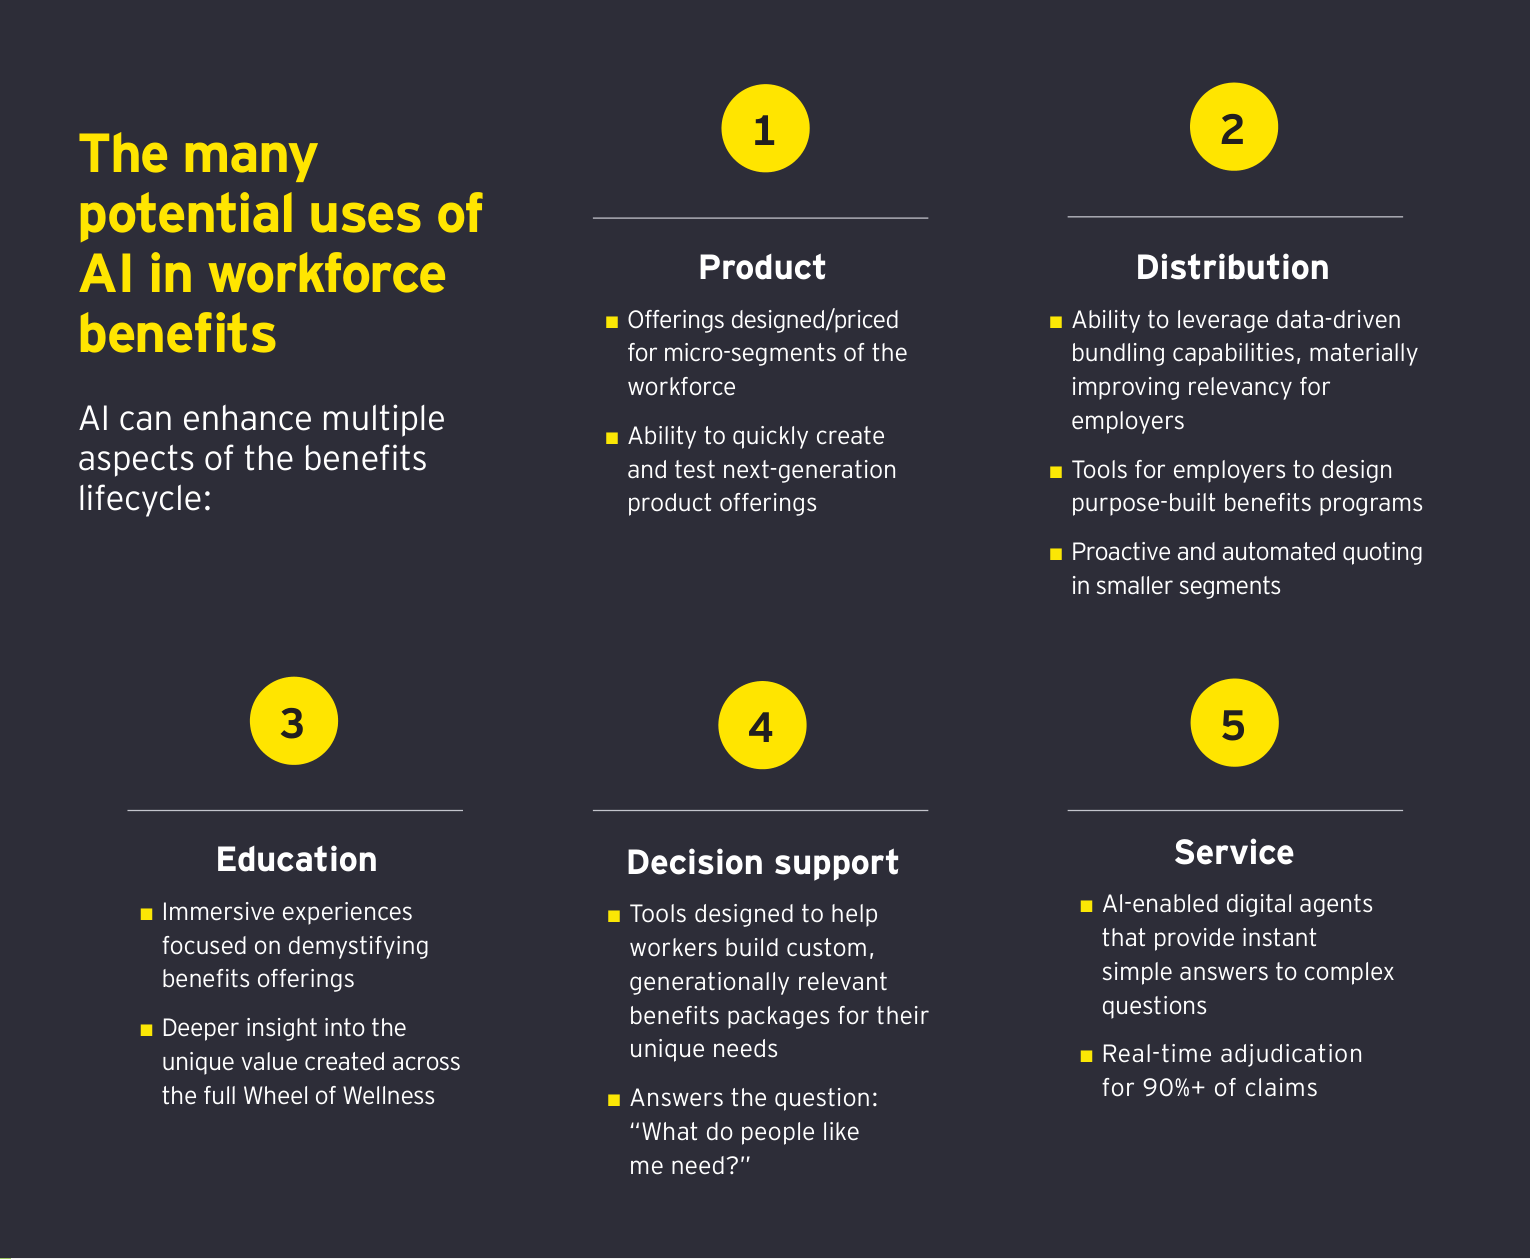 The many
potential uses of
AI in workforce
benefits
AI can enhance multiple
aspects of the benefits
lifecycle:
1
Product
■ Offerings designed/priced
for micro-segments of the
workforce
■ Ability to quickly create
and test next-generation
product offerings
2
Distribution
■ Ability to leverage data-driven
bundling capabilities, materially
improving relevancy for
employers
■ Tools for employers to design
purpose-built benefits programs
■ Proactive and automated quoting
in smaller segments
3
Education
■ Immersive experiences
focused on demystifying
benefits offerings
■ Deeper insight into the
unique value created across
the full Wheel of Wellness
4
Decision support
■ Tools designed to help
workers build custom,
generationally relevant
benefits packages for their
unique needs
■ Answers the question:
“What do people like
me need?”
5
Service
■ AI-enabled digital agents
that provide instant
simple answers to complex
questions
■ Real-time adjudication
for 90%+ of claims